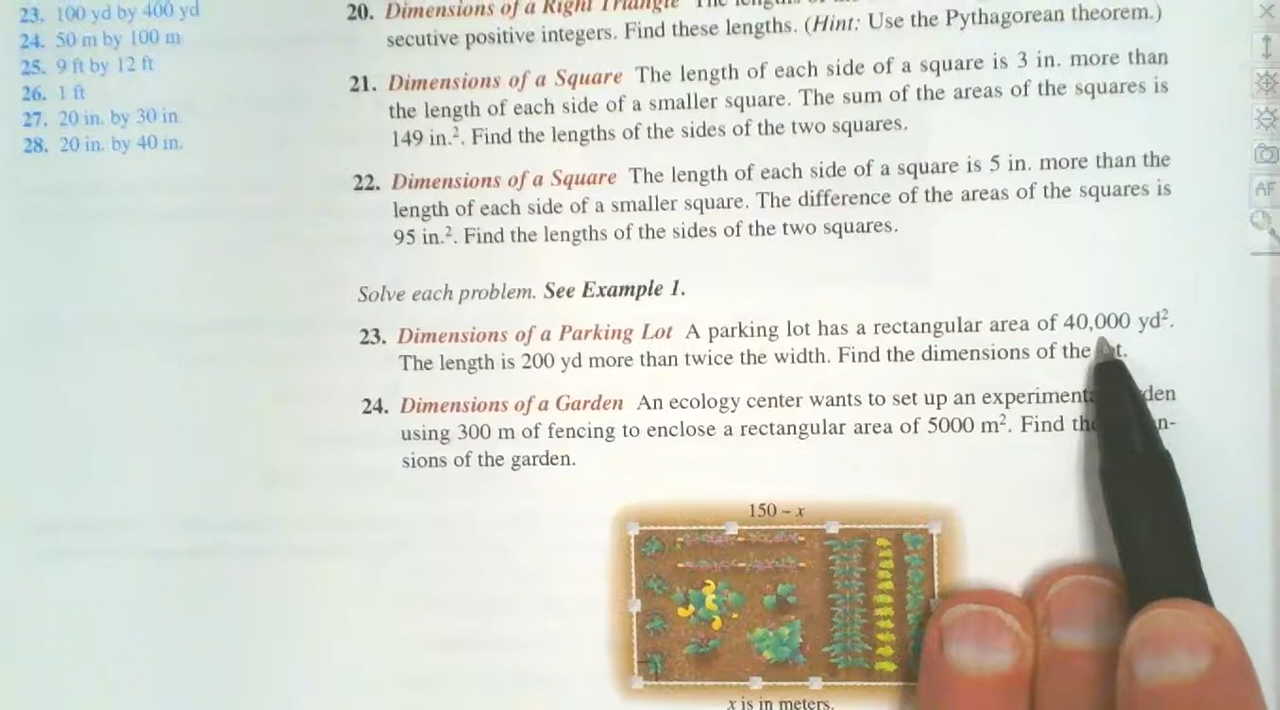 23. 100 yd by 400 yd
24. 50 m by 100 m
25. 9 ft by 12 ft
26. 1 ft
27. 20 in. by 30 in
28. 20 in. by 40 in.
20. Dimensions of a Right Triangle The lengths of
secutive positive integers. Find these lengths. (Hint: Use the Pythagorean theorem.)
21. Dimensions of a Square The length of each side of a square is 3 in. more than
the length of each side of a smaller square. The sum of the areas of the squares is
149 in.². Find the lengths of the sides of the two squares.
22. Dimensions of a Square The length of each side of a square is 5 in. more than the
length of each side of a smaller square. The difference of the areas of the squares is
95 in.². Find the lengths of the sides of the two squares.
Solve each problem. See Example 1.
23. Dimensions of a Parking Lot A parking lot has a rectangular area of 40,000 yd².
The length is 200 yd more than twice the width. Find the dimensions of the
24. Dimensions of a Garden An ecology center wants to set up an
using 300 m of fencing to enclose a rectangular area of 5000 m². Find
sions of the garden.
150 – x
x is in meters.
AF